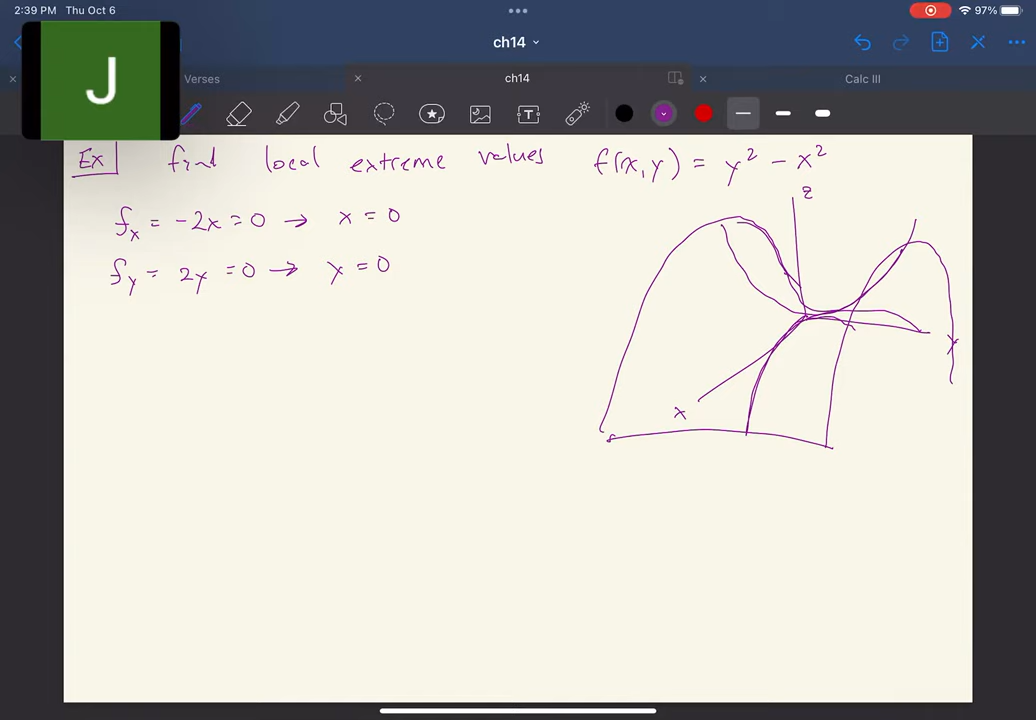 2:39 PM Thu Oct 6
97%
ch14
J
Verses
ch14
Calc III
T
Ex] find local extreme values f(x,y) = y² - x²
z
fₓ = -2x = 0 → x = 0
f_y = 2y = 0 → y = 0
y
x